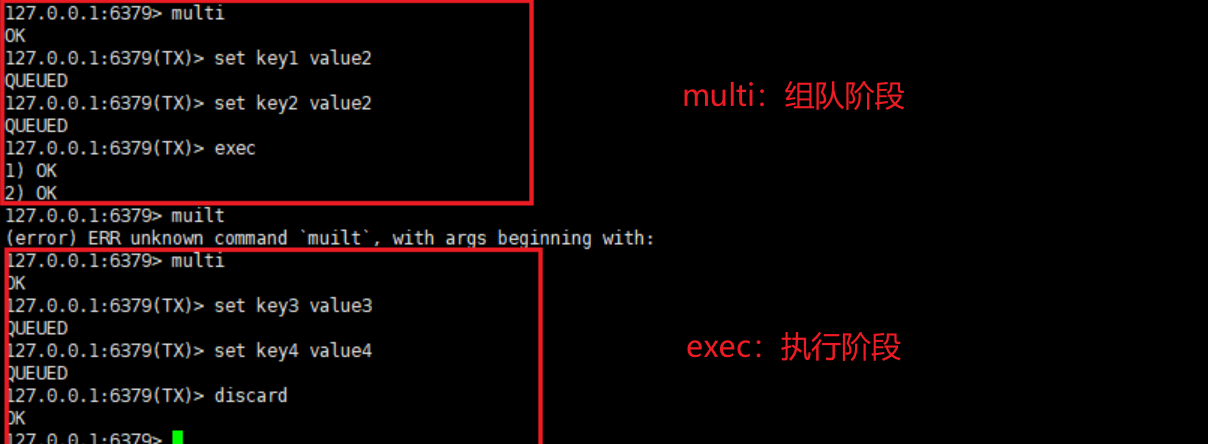 127.0.0.1:6379> multi
OK
127.0.0.1:6379(TX)> set key1 value2
QUEUED
127.0.0.1:6379(TX)> set key2 value2
QUEUED
127.0.0.1:6379(TX)> exec
1) OK
2) OK
multi：组队阶段
127.0.0.1:6379> muilt
(error) ERR unknown command `muilt`, with args beginning with:
127.0.0.1:6379> multi
OK
127.0.0.1:6379(TX)> set key3 value3
QUEUED
127.0.0.1:6379(TX)> set key4 value4
QUEUED
127.0.0.1:6379(TX)> discard
OK
127.0.0.1:6379>
exec：执行阶段